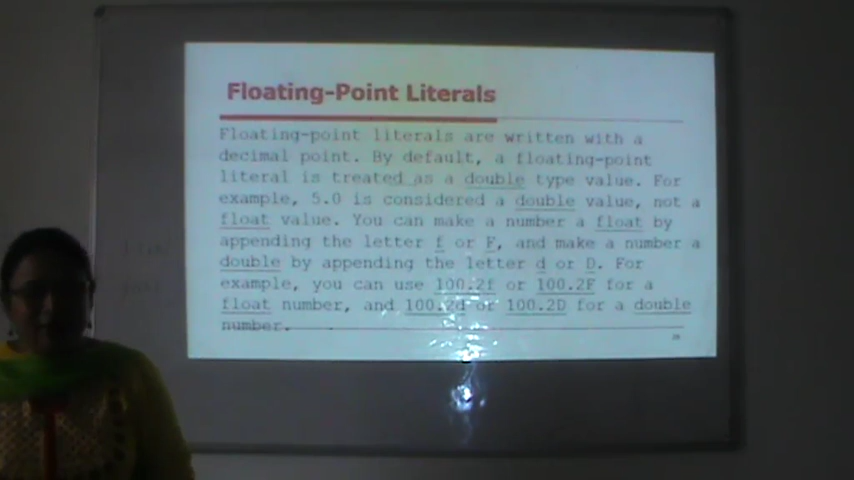 Floating-Point Literals
Floating-point literals are written with a
decimal point. By default, a floating-point
literal is treated as a double type value. For
example, 5.0 is considered a double value, not a
float value. You can make a number a float by
appending the letter f or F, and make a number a
double by appending the letter d or D. For
example, you can use 100.2f or 100.2F for a
float number, and 100.2d or 100.2D for a double
number.